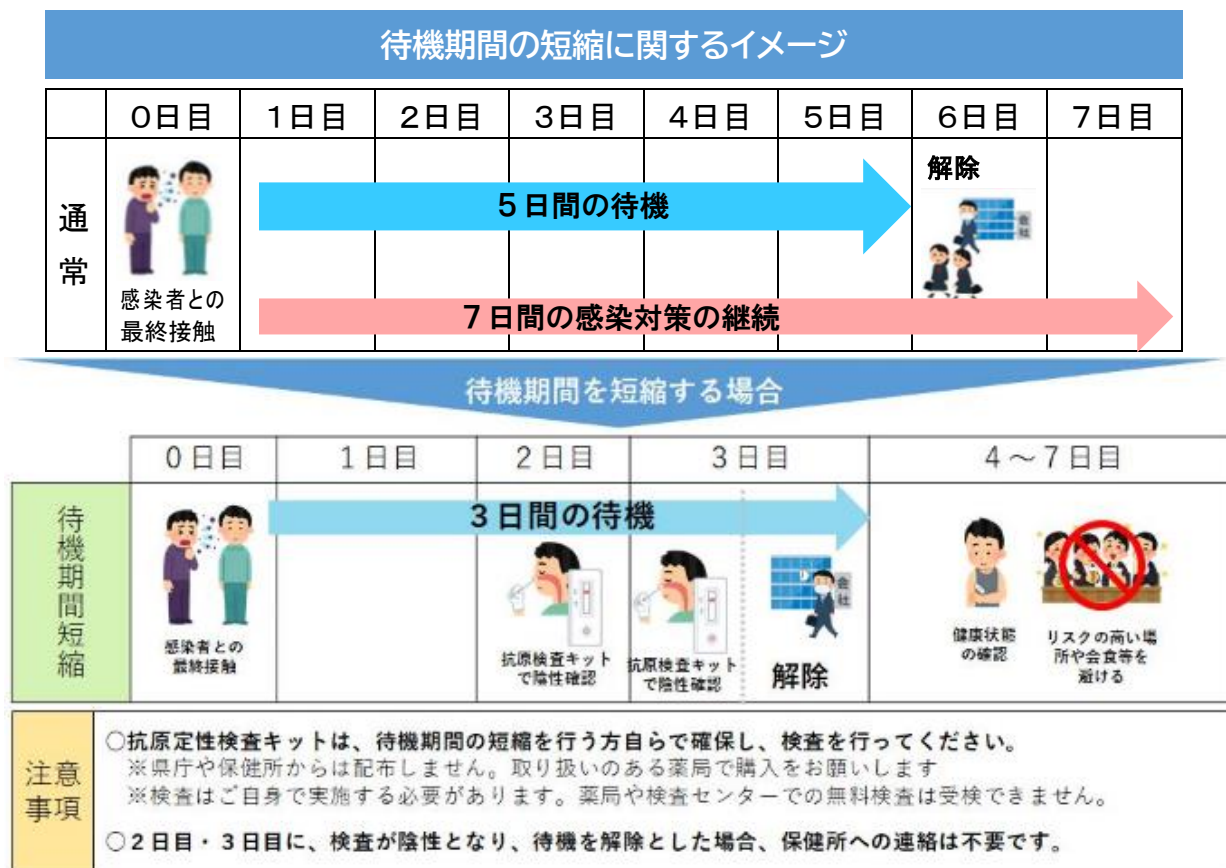 待機期間の短縮に関するイメージ
0日目 1日目 2日目 3日目 4日目 5日目 6日目 7日目
通常
感染者との
最終接触
5日間の待機
解除
会社
7日間の感染対策の継続
待機期間を短縮する場合
0日目 1日目 2日目 3日目 4～7日目
待機期間短縮
感染者との
最終接触
3日間の待機
抗原検査キット
で陰性確認
抗原検査キット
で陰性確認
会社
解除
健康状態
の確認
リスクの高い場
所や会食等を
避ける
注意
事項
○抗原定性検査キットは、待機期間の短縮を行う方自らで確保し、検査を行ってください。
※県庁や保健所からは配布しません。取り扱いのある薬局で購入をお願いします
※検査はご自身で実施する必要があります。薬局や検査センターでの無料検査は受検できません。
○2日目・3日目に、検査が陰性となり、待機を解除とした場合、保健所への連絡は不要です。